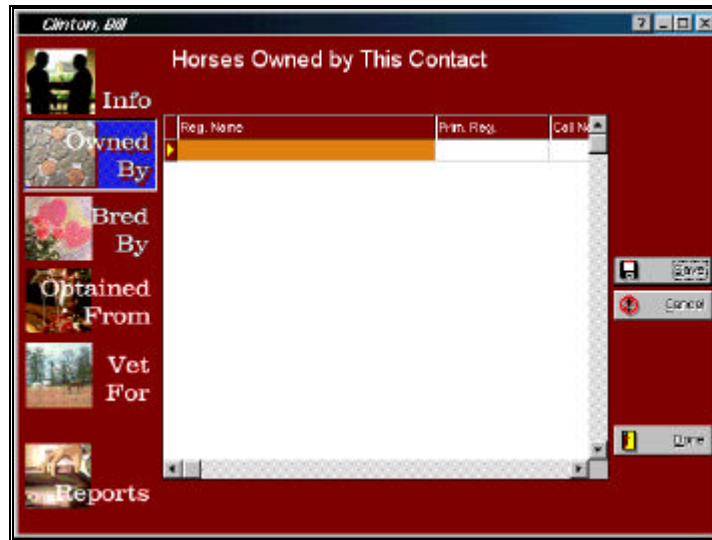 Clinton, Bill
Horses Owned by This Contact
Info
Owned
By
Bred
By
Obtained
From
Vet
For
Reports
Reg. Name Prim. Reg. Call N
Save
Cancel
Done